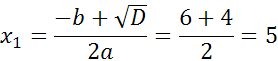 x₁ = (-b + √D)/(2a) = (6 + 4)/2 = 5